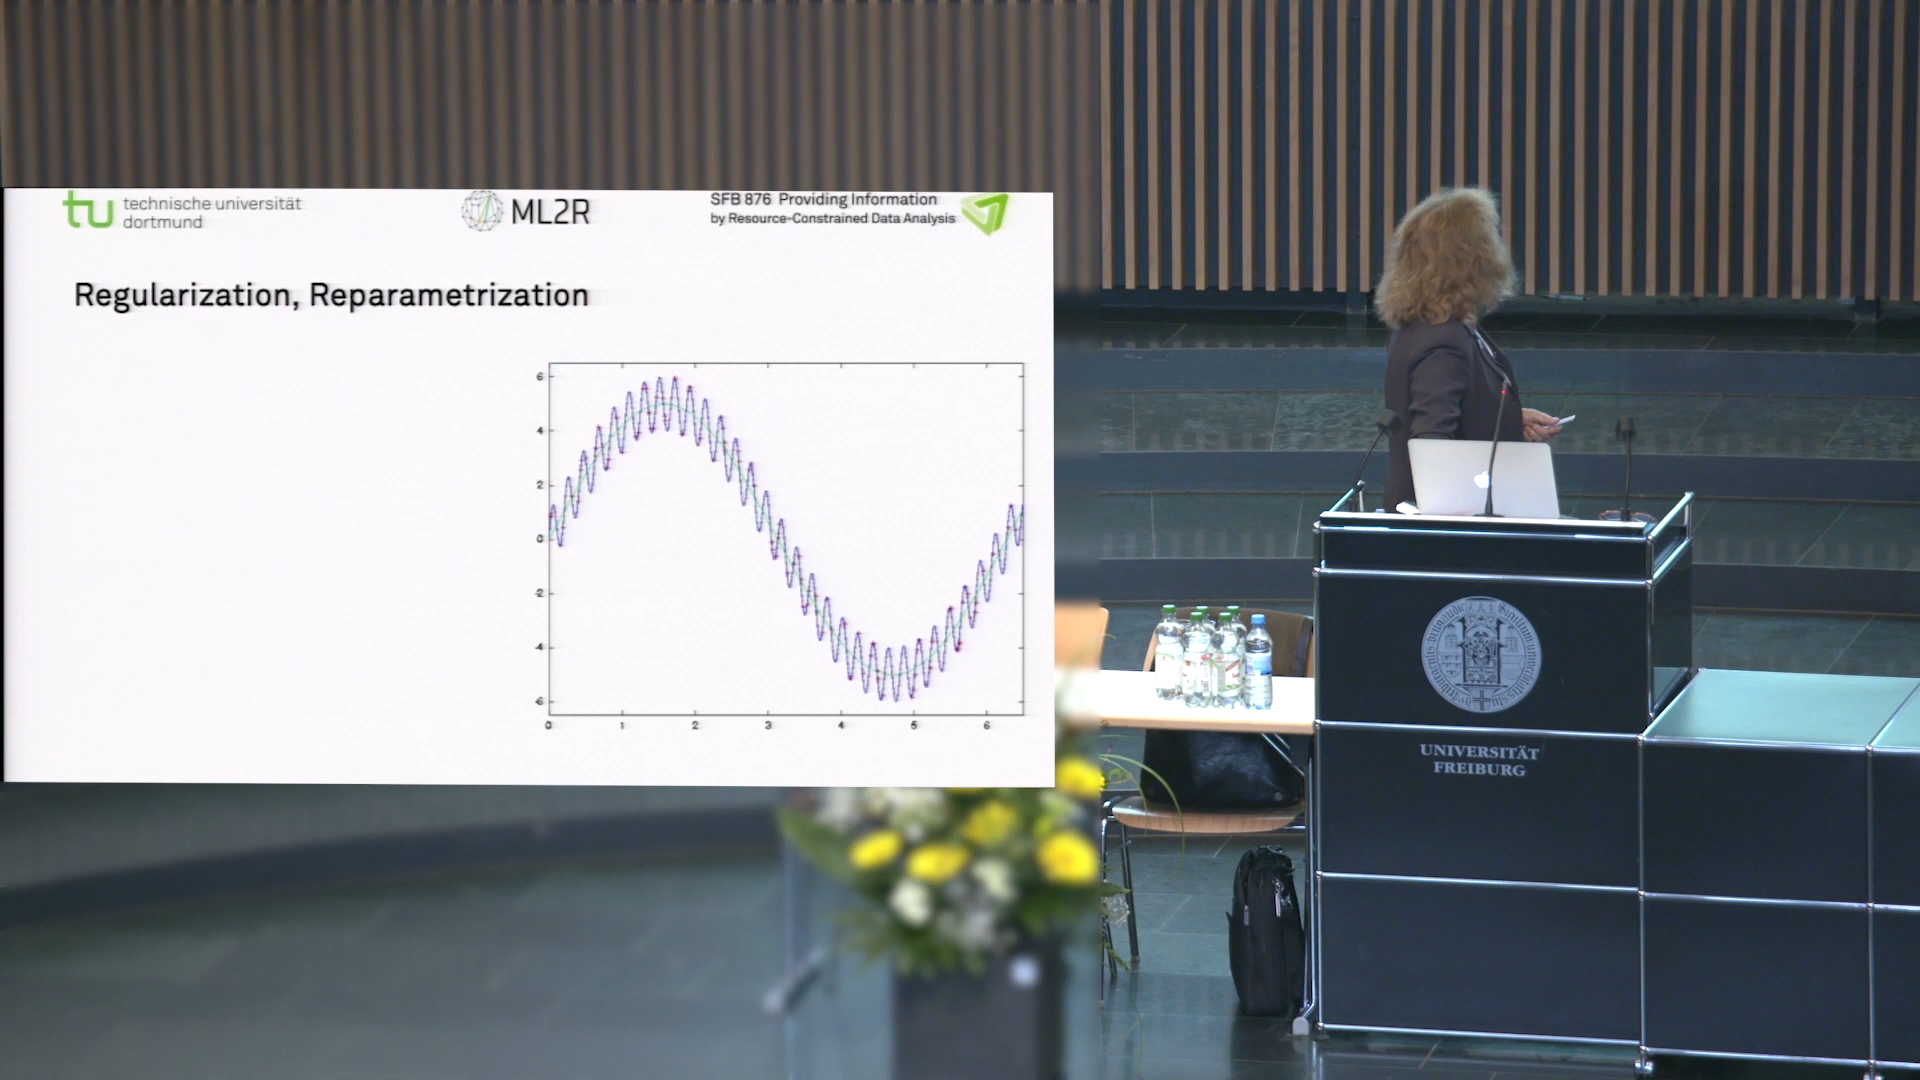 technische universität
dortmund
ML2R
SFB 876 Providing Information
by Resource-Constrained Data Analysis
Regularization, Reparametrization
6
4
2
0
-2
-4
-6
0 1 2 3 4 5 6
UNIVERSITÄT
FREIBURG